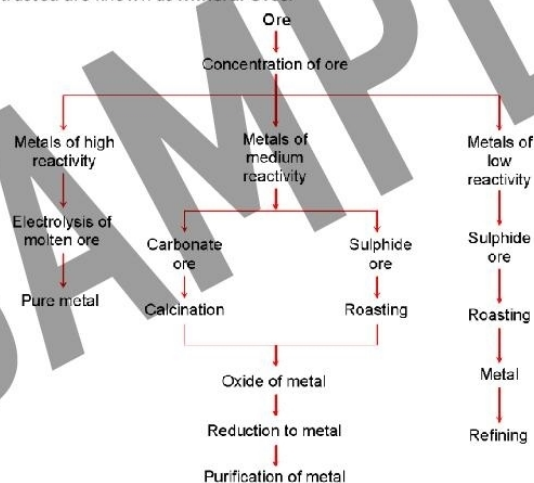 Ore
Concentration of ore
Metals of high
reactivity
Electrolysis of
molten ore
Pure metal
Metals of
medium
reactivity
Carbonate
ore
Calcination
Sulphide
ore
Roasting
Oxide of metal
Reduction to metal
Purification of metal
Metals of
low
reactivity
Sulphide
ore
Roasting
Metal
Refining